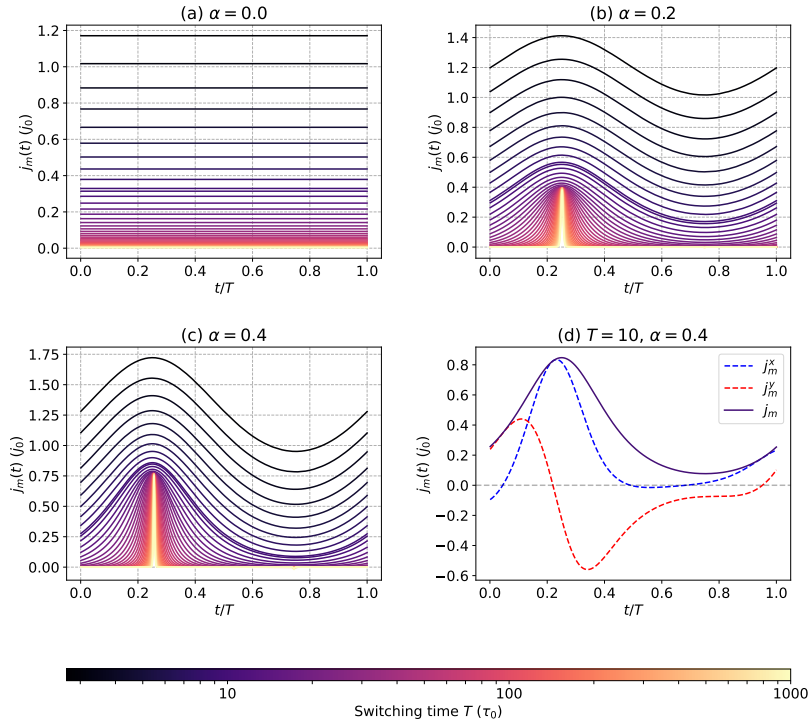 (a) α = 0.0
j_m(t) (j_0)
1.2
1.0
0.8
0.6
0.4
0.2
0.0
0.0 0.2 0.4 0.6 0.8 1.0
t/T
(b) α = 0.2
j_m(t) (j_0)
1.4
1.2
1.0
0.8
0.6
0.4
0.2
0.0
0.0 0.2 0.4 0.6 0.8 1.0
t/T
(c) α = 0.4
j_m(t) (j_0)
1.75
1.50
1.25
1.00
0.75
0.50
0.25
0.00
0.0 0.2 0.4 0.6 0.8 1.0
t/T
(d) T = 10, α = 0.4
j_m(t) (j_0)
0.8
0.6
0.4
0.2
0.0
−0.2
−0.4
−0.6
j_m^x
j_m^y
j_m
0.0 0.2 0.4 0.6 0.8 1.0
t/T
10 100 1000
Switching time T (τ_0)